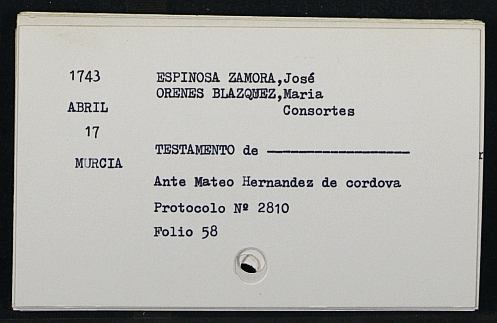 1743 ESPINOSA ZAMORA,José
ORENES BLAZQUEZ,Maria
ABRIL Consortes
17
TESTAMENTO de ------------------
MURCIA
Ante Mateo Hernandez de cordova
Protocolo Nº 2810
Folio 58